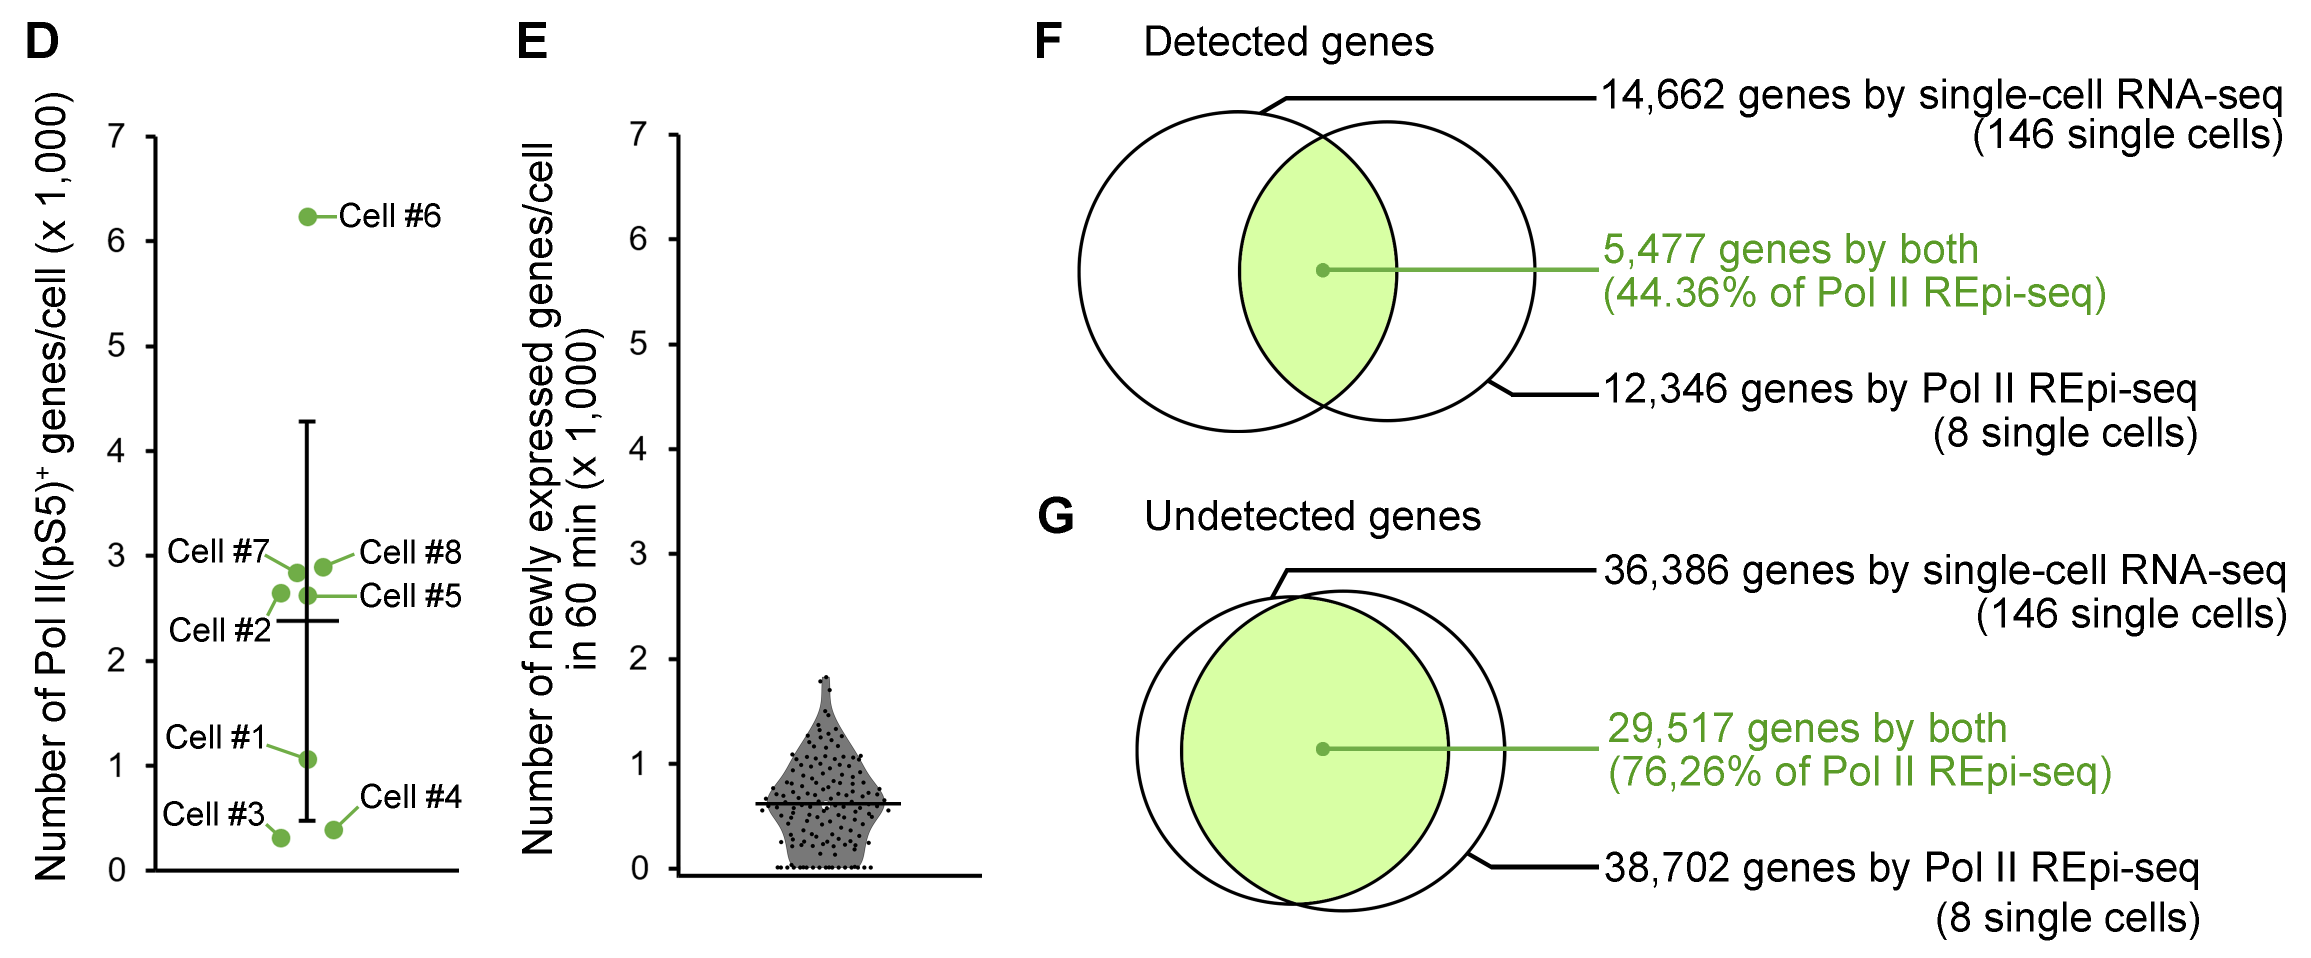 D
Number of Pol II(pS5)+ genes/cell (x 1,000)
7
6
5
4
3
2
1
0
Cell #6
Cell #7
Cell #8
Cell #5
Cell #2
Cell #1
Cell #4
Cell #3
E
Number of newly expressed genes/cell
in 60 min (x 1,000)
7
6
5
4
3
2
1
0
F
Detected genes
14,662 genes by single-cell RNA-seq
(146 single cells)
5,477 genes by both
(44.36% of Pol II REpi-seq)
12,346 genes by Pol II REpi-seq
(8 single cells)
G
Undetected genes
36,386 genes by single-cell RNA-seq
(146 single cells)
29,517 genes by both
(76,26% of Pol II REpi-seq)
38,702 genes by Pol II REpi-seq
(8 single cells)